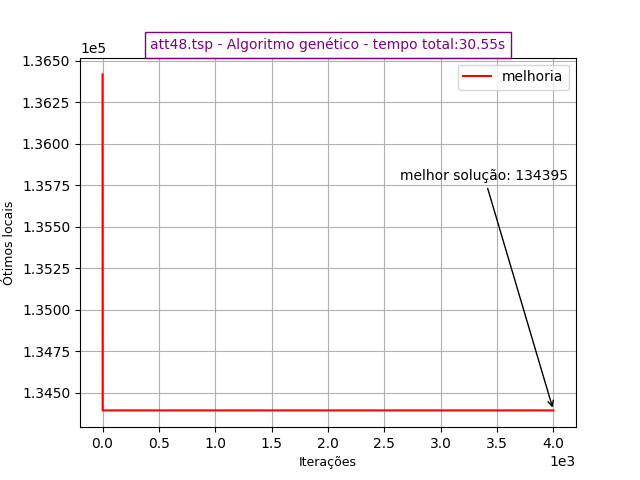 att48.tsp - Algoritmo genético - tempo total:30.55s
1e5
1.3650
1.3625
1.3600
1.3575
1.3550
1.3525
1.3500
1.3475
1.3450
Ótimos locais
melhoria
melhor solução: 134395
0.0 0.5 1.0 1.5 2.0 2.5 3.0 3.5 4.0
Iterações
1e3